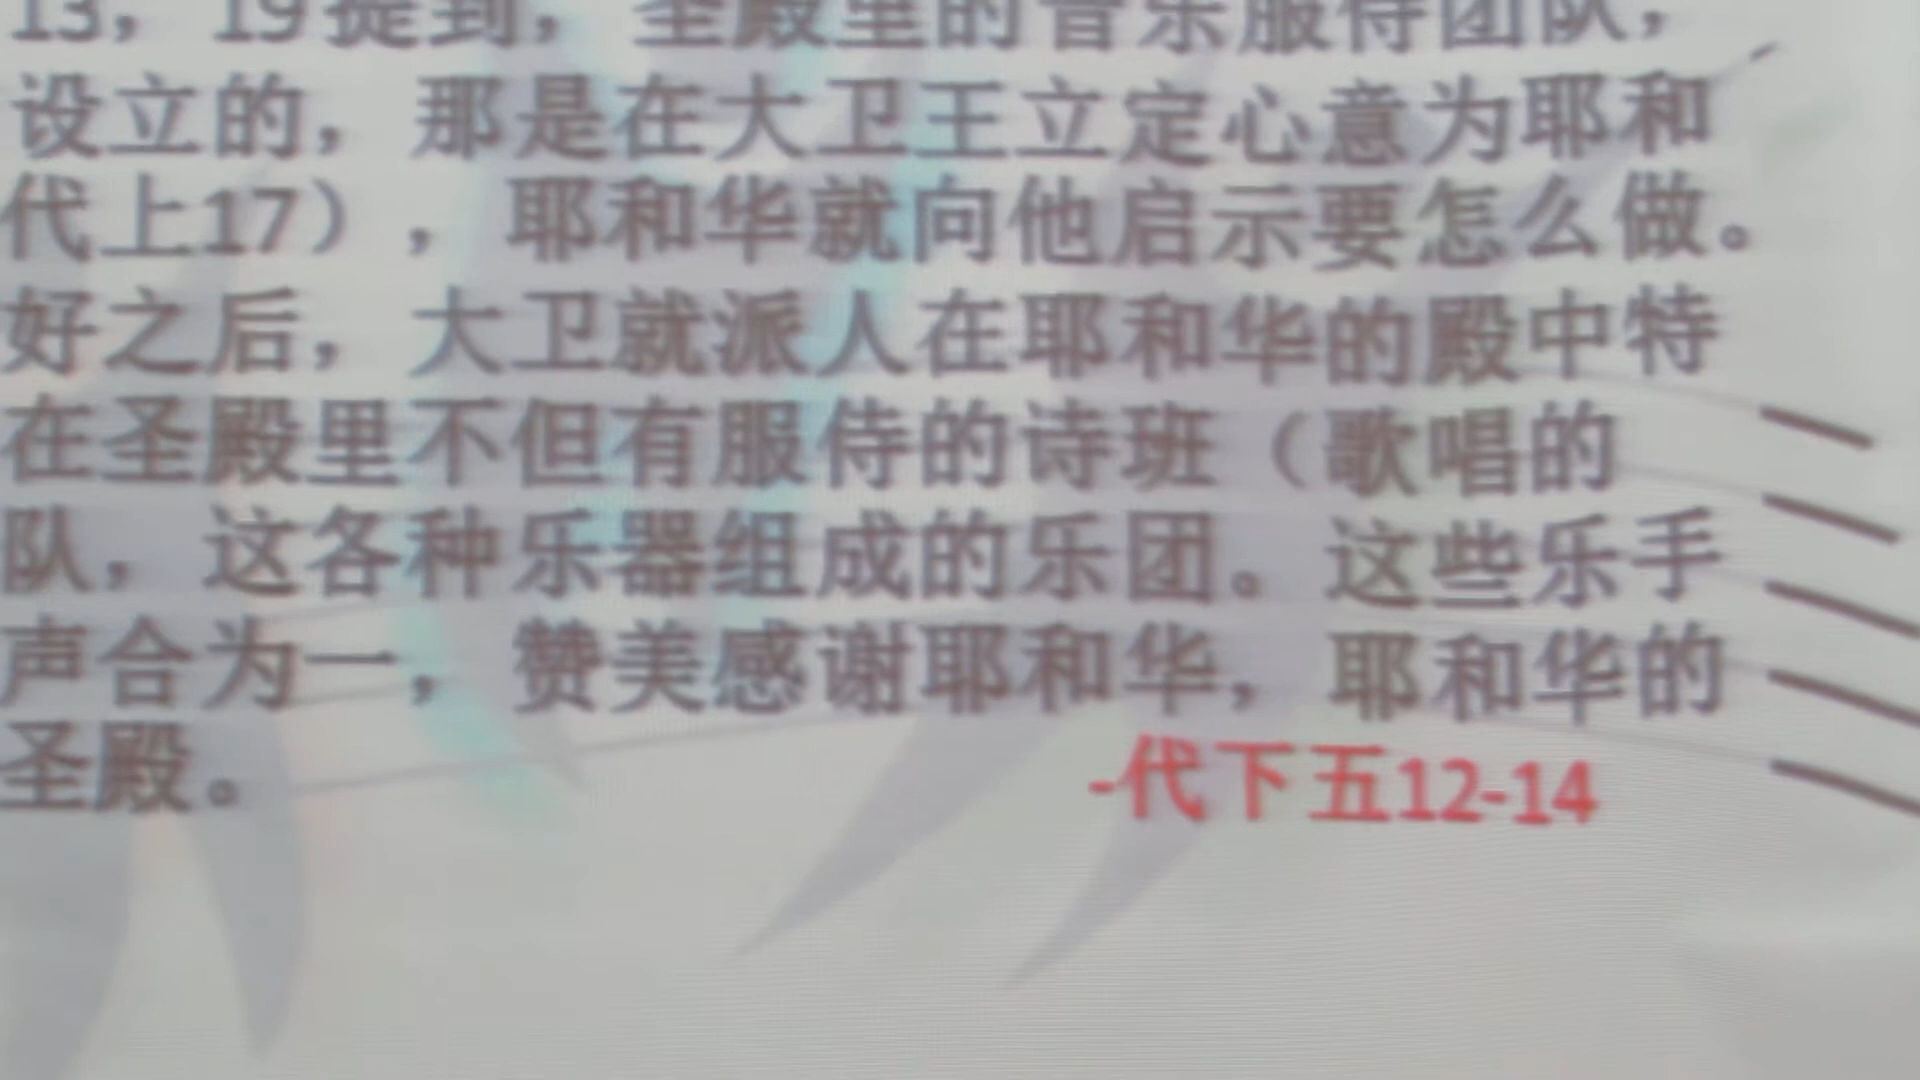 13，19提到，圣殿里的音乐服侍团队，
设立的，那是在大卫王立定心意为耶和
代上17），耶和华就向他启示要怎么做。
好之后，大卫就派人在耶和华的殿中特
在圣殿里不但有服侍的诗班（歌唱的
队，这各种乐器组成的乐团。这些乐手
声合为一，赞美感谢耶和华，耶和华的
圣殿。
-代下五12-14